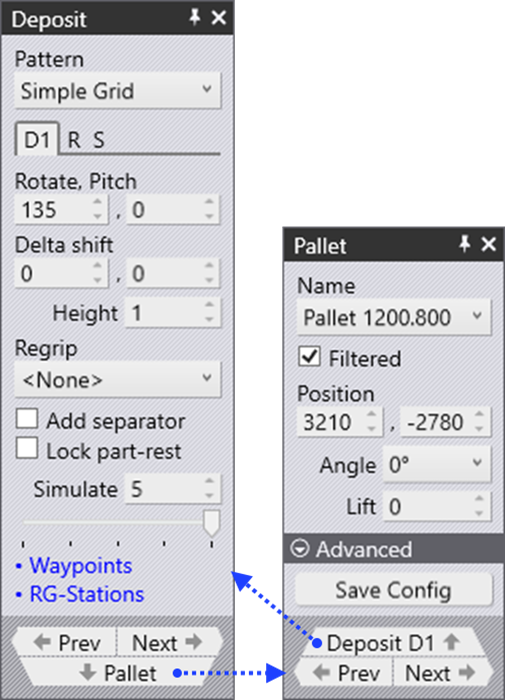 Deposit
Pattern
Simple Grid
D1 R S
Rotate, Pitch
135 , 0
Delta shift
0 , 0
Height 1
Regrip
<None>
Add separator
Lock part-rest
Simulate 5
• Waypoints
• RG-Stations
Prev Next
Pallet
Pallet
Name
Pallet 1200.800
Filtered
Position
3210 , -2780
Angle 0°
Lift 0
Advanced
Save Config
Deposit D1
Prev Next